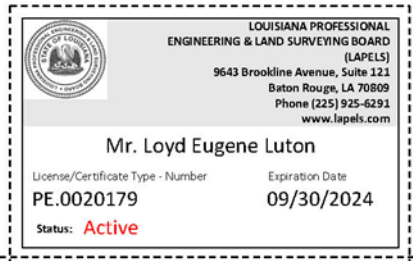 LOUISIANA PROFESSIONAL
ENGINEERING & LAND SURVEYING BOARD
(LAPELS)
9643 Brookline Avenue, Suite 121
Baton Rouge, LA 70809
Phone (225) 925-6291
www.lapels.com
Mr. Loyd Eugene Luton
License/Certificate Type - Number
Expiration Date
PE.0020179
09/30/2024
Status: Active